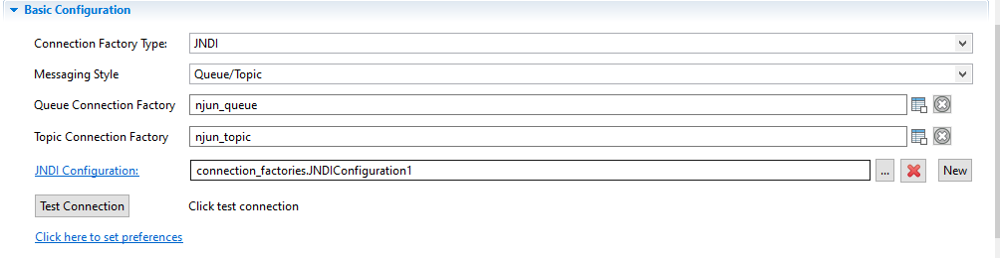 Basic Configuration
Connection Factory Type: JNDI
Messaging Style Queue/Topic
Queue Connection Factory njun_queue
Topic Connection Factory njun_topic
JNDI Configuration: connection_factories.JNDIConfiguration1 ... New
Test Connection Click test connection
Click here to set preferences